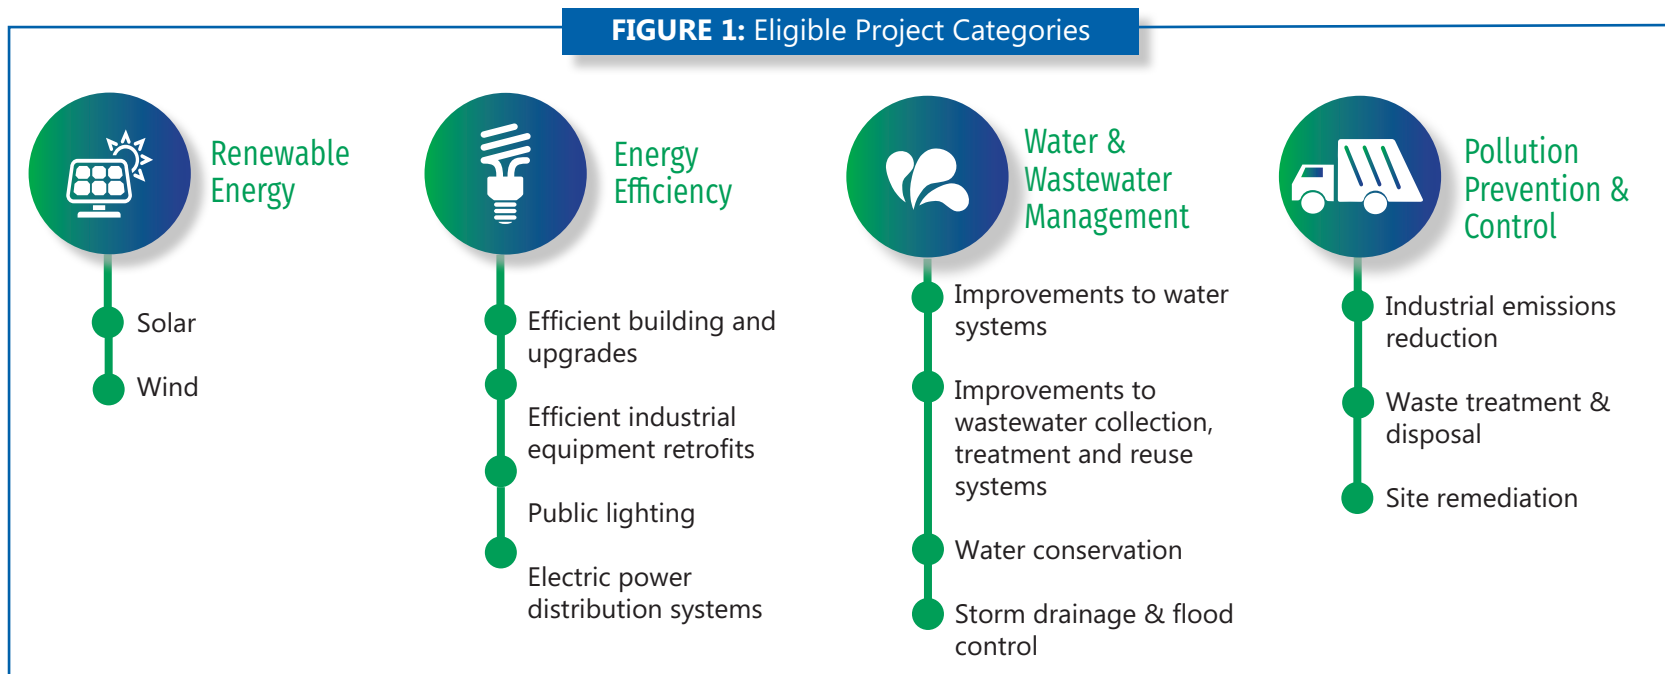 FIGURE 1: Eligible Project Categories
Renewable
Energy
Solar
Wind
Energy
Efficiency
Efficient building and
upgrades
Efficient industrial
equipment retrofits
Public lighting
Electric power
distribution systems
Water &
Wastewater
Management
Improvements to water
systems
Improvements to
wastewater collection,
treatment and reuse
systems
Water conservation
Storm drainage & flood
control
Pollution
Prevention &
Control
Industrial emissions
reduction
Waste treatment &
disposal
Site remediation